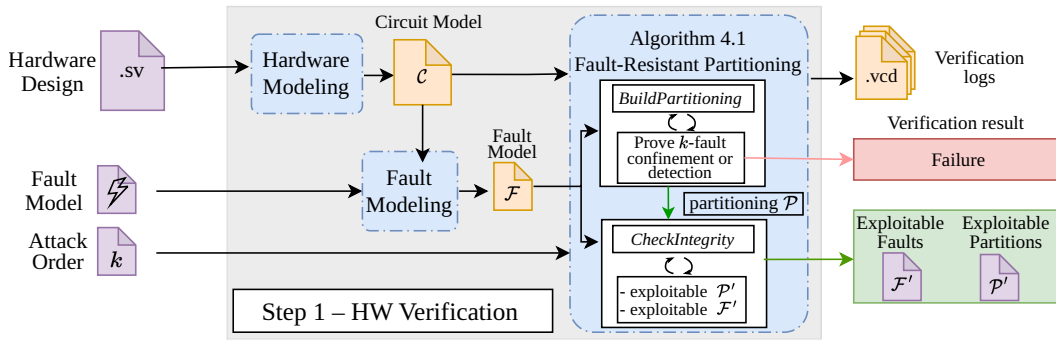 Hardware
Design
.sv
Hardware
Modeling
Circuit Model
𝒞
Algorithm 4.1
Fault-Resistant Partitioning
BuildPartitioning
Prove k-fault
confinement or
detection
partitioning 𝒫
CheckIntegrity
- exploitable 𝒫′
- exploitable ℱ′
.vcd
Verification
logs
Verification result
Failure
Fault
Model
Fault
Modeling
Fault
Model
ℱ
Attack
Order
k
Exploitable
Faults
ℱ′
Exploitable
Partitions
𝒫′
Step 1 – HW Verification